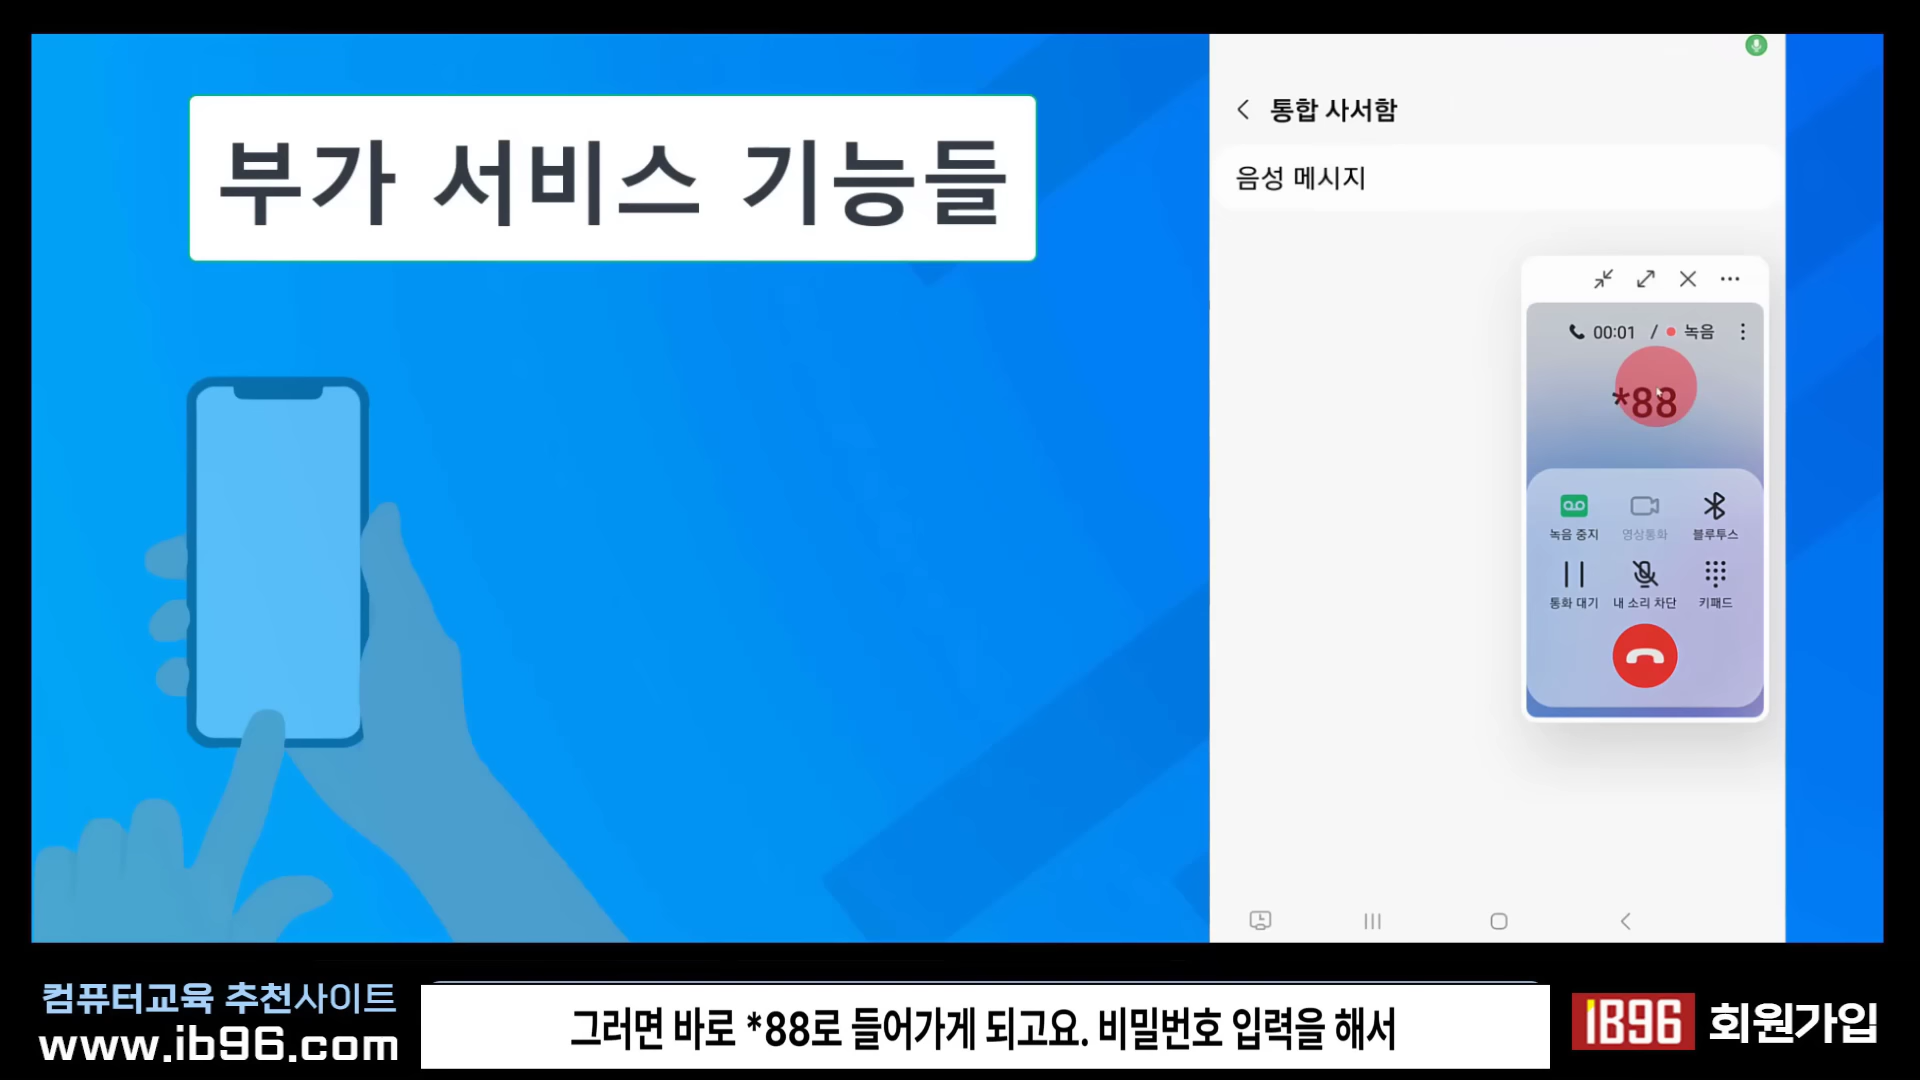 부가 서비스 기능들
통합 사서함
음성 메시지
00:01 / 녹음
*88
녹음 중지 영상통화 블루투스
통화 대기 내 소리 차단 키패드
컴퓨터교육 추천사이트
www.ib96.com
그러면 바로 *88로 들어가게 되고요. 비밀번호 입력을 해서
iB96 회원가입